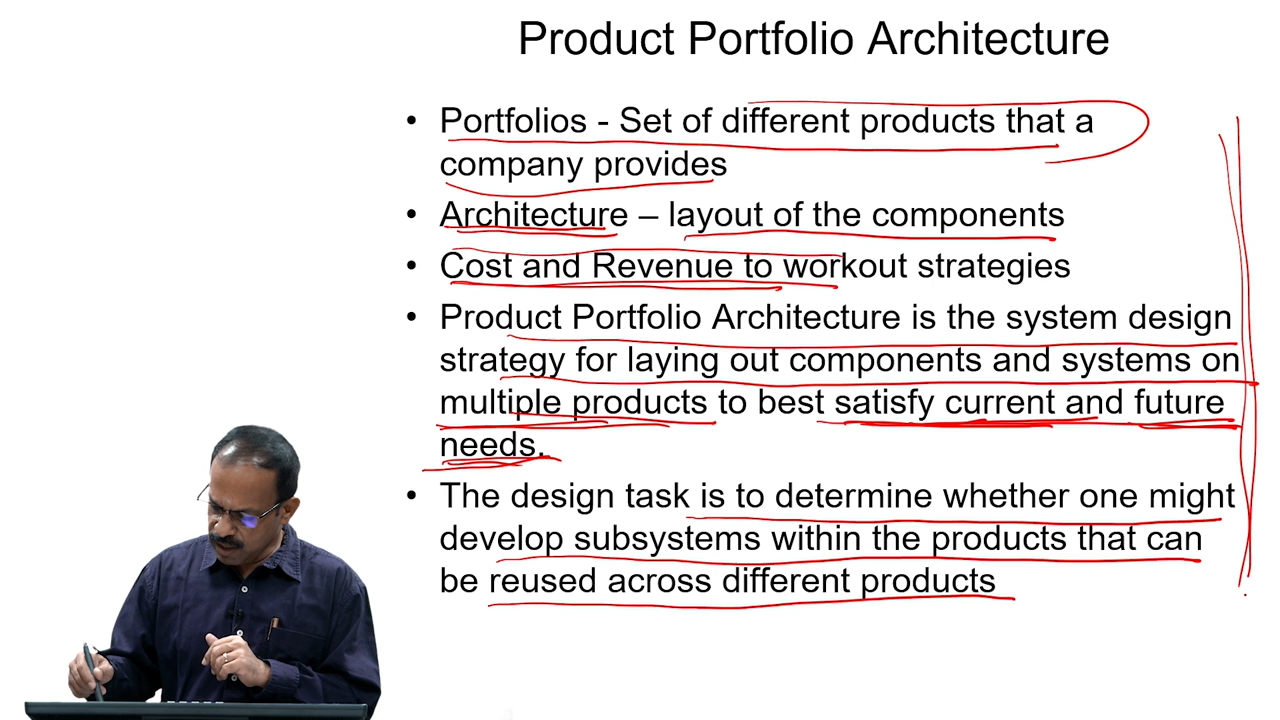 Product Portfolio Architecture
• Portfolios - Set of different products that a
company provides
• Architecture – layout of the components
• Cost and Revenue to workout strategies
• Product Portfolio Architecture is the system design
strategy for laying out components and systems on
multiple products to best satisfy current and future
needs.
• The design task is to determine whether one might
develop subsystems within the products that can
be reused across different products